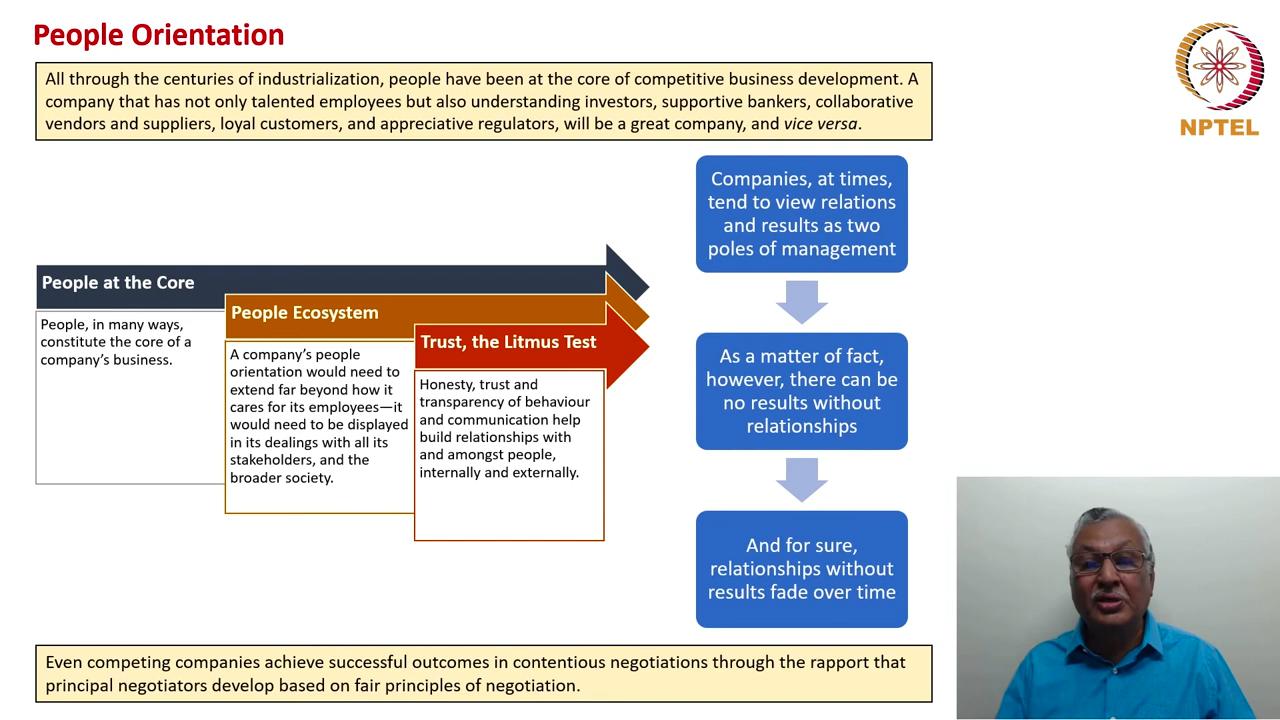 People Orientation
All through the centuries of industrialization, people have been at the core of competitive business development. A
company that has not only talented employees but also understanding investors, supportive bankers, collaborative
vendors and suppliers, loyal customers, and appreciative regulators, will be a great company, and vice versa.
NPTEL
People at the Core
People, in many ways,
constitute the core of a
company's business.
People Ecosystem
A company's people
orientation would need to
extend far beyond how it
cares for its employees—it
would need to be displayed
in its dealings with all its
stakeholders, and the
broader society.
Trust, the Litmus Test
Honesty, trust and
transparency of behaviour
and communication help
build relationships with
and amongst people,
internally and externally.
Companies, at times,
tend to view relations
and results as two
poles of management
As a matter of fact,
however, there can be
no results without
relationships
And for sure,
relationships without
results fade over time
Even competing companies achieve successful outcomes in contentious negotiations through the rapport that
principal negotiators develop based on fair principles of negotiation.